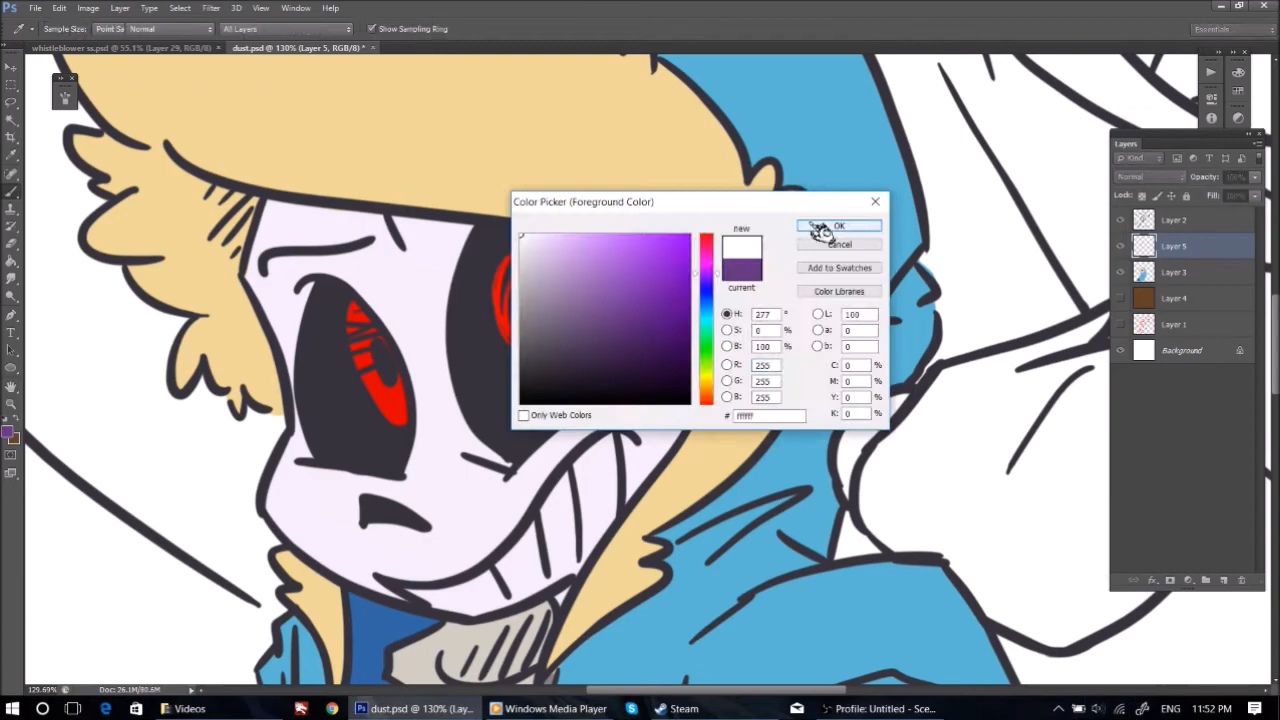 Ps File Edit Image Layer Type Select Filter 3D View Window Help
Sample Size: Point Sa Normal All Layers Show Sampling Ring Essentials
whistleblower ss.psd @ 55.1% (Layer 29, RGB/8) × dust.psd @ 130% (Layer 5, RGB/8) * ×
Layers
Kind
Normal Opacity: 100%
Lock: Fill: 100%
Layer 2
Layer 5
Layer 3
Layer 4
Layer 1
Background
Color Picker (Foreground Color)
new
current
OK
Cancel
Add to Swatches
Color Libraries
H: 277 ° L: 100
S: 0 % a: 0
B: 100 % b: 0
R: 255 C: 0 %
G: 255 M: 0 %
B: 255 Y: 0 %
# ffffff K: 0 %
Only Web Colors
129.69% Doc: 26.1M/80.6M
Videos Ps dust.psd @ 130% (Lay... Windows Media Player Steam Profile: Untitled - Sce... ENG 11:52 PM